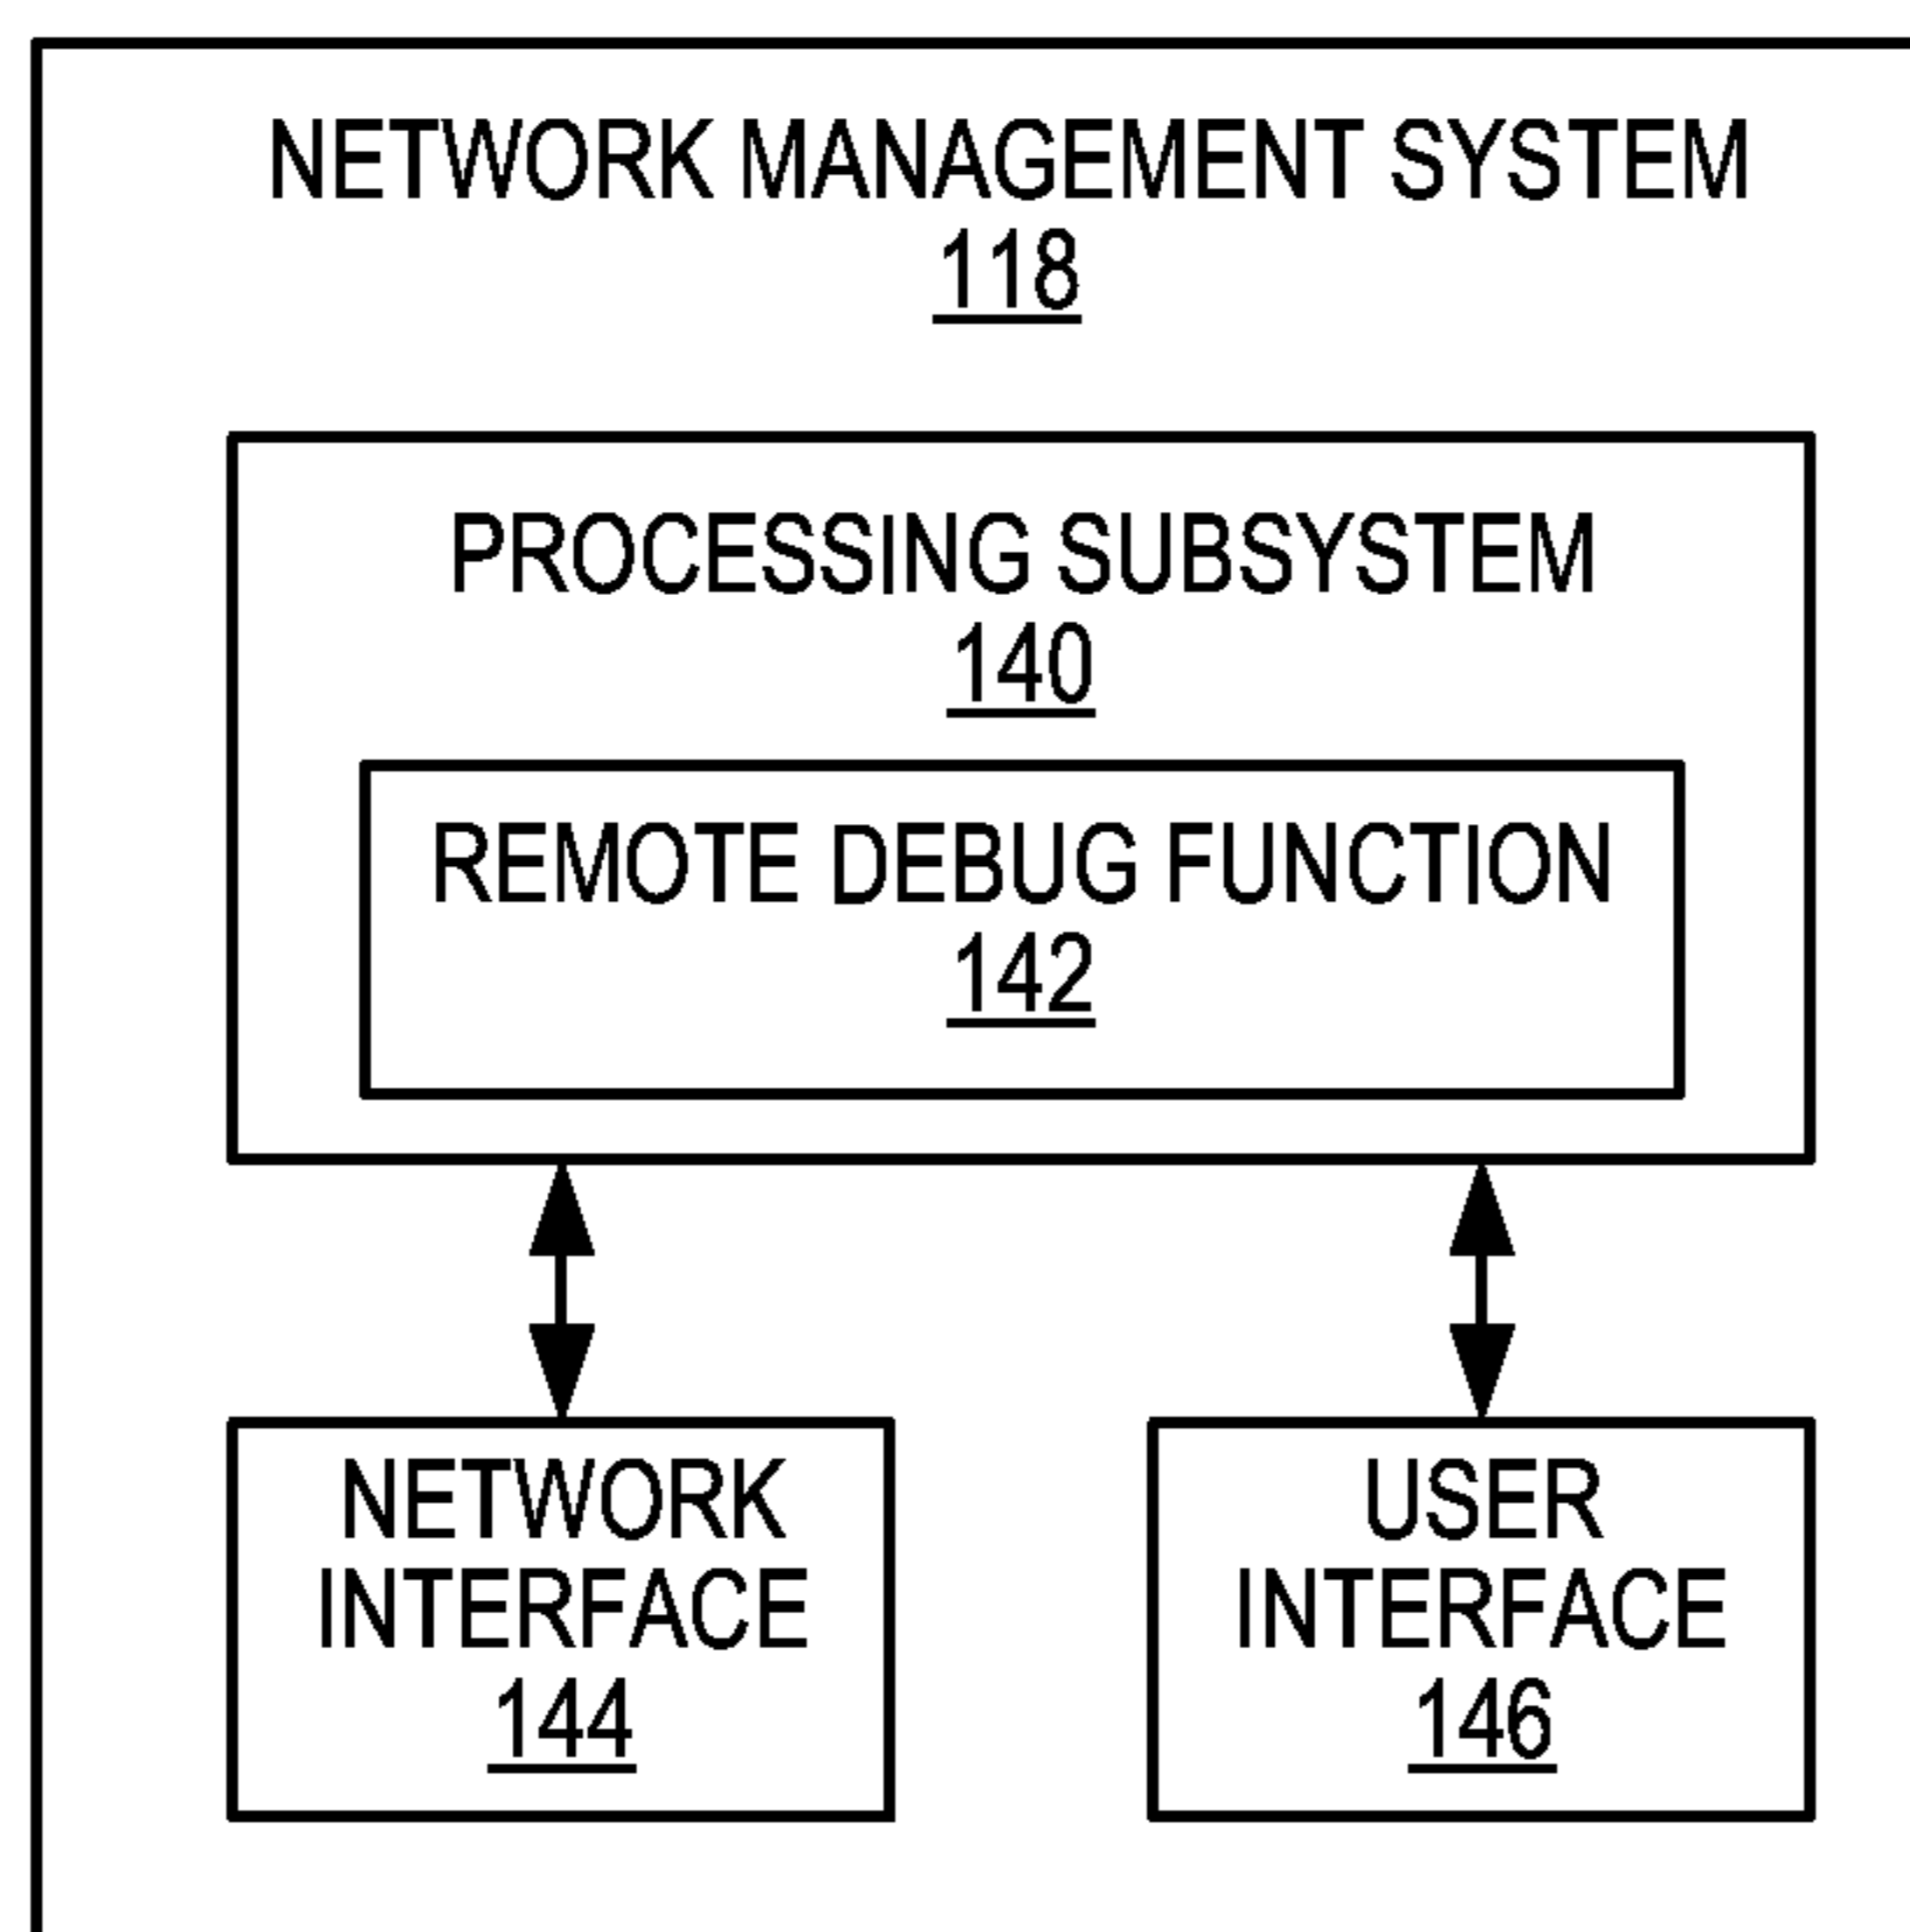 NETWORK MANAGEMENT SYSTEM
118
PROCESSING SUBSYSTEM
140
REMOTE DEBUG FUNCTION
142
NETWORK
INTERFACE
144
USER
INTERFACE
146